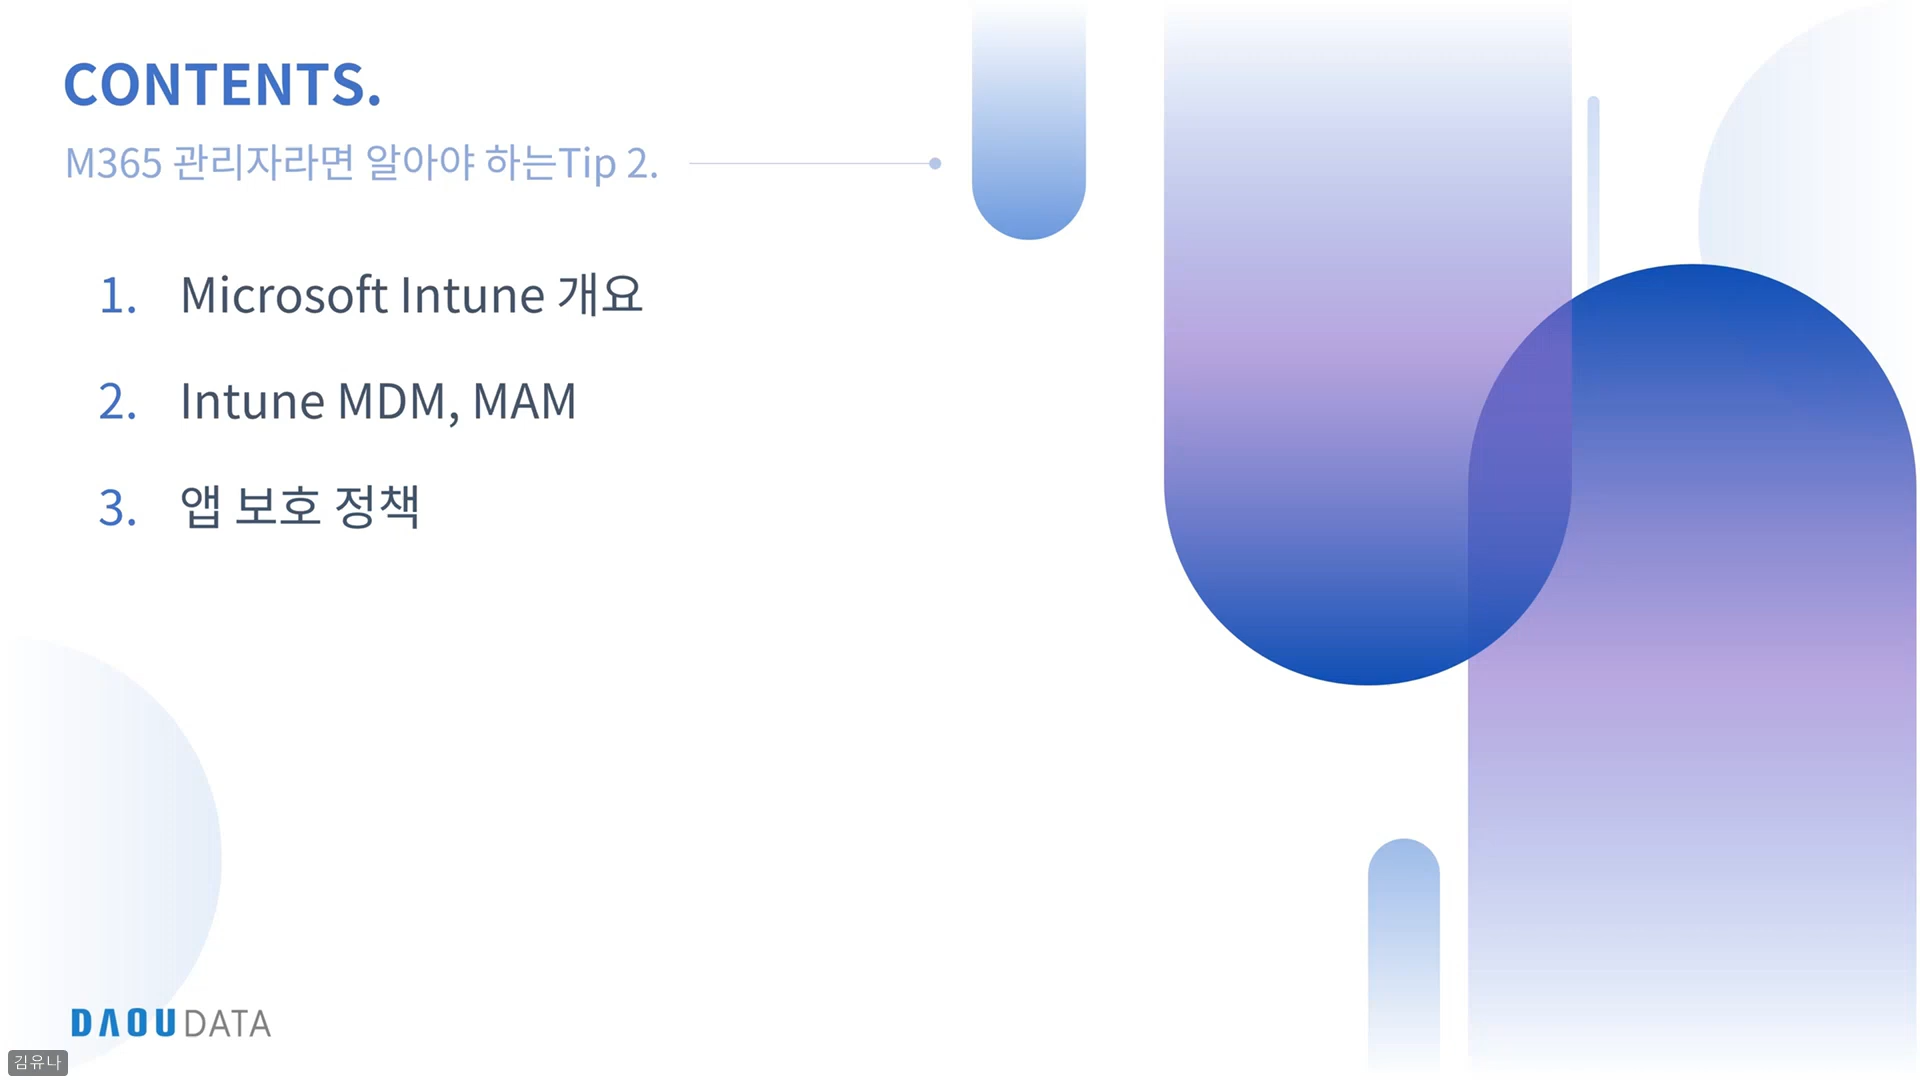 CONTENTS.
M365 관리자라면 알아야 하는Tip 2.
1. Microsoft Intune 개요
2. Intune MDM, MAM
3. 앱 보호 정책
DAOU DATA
김유나